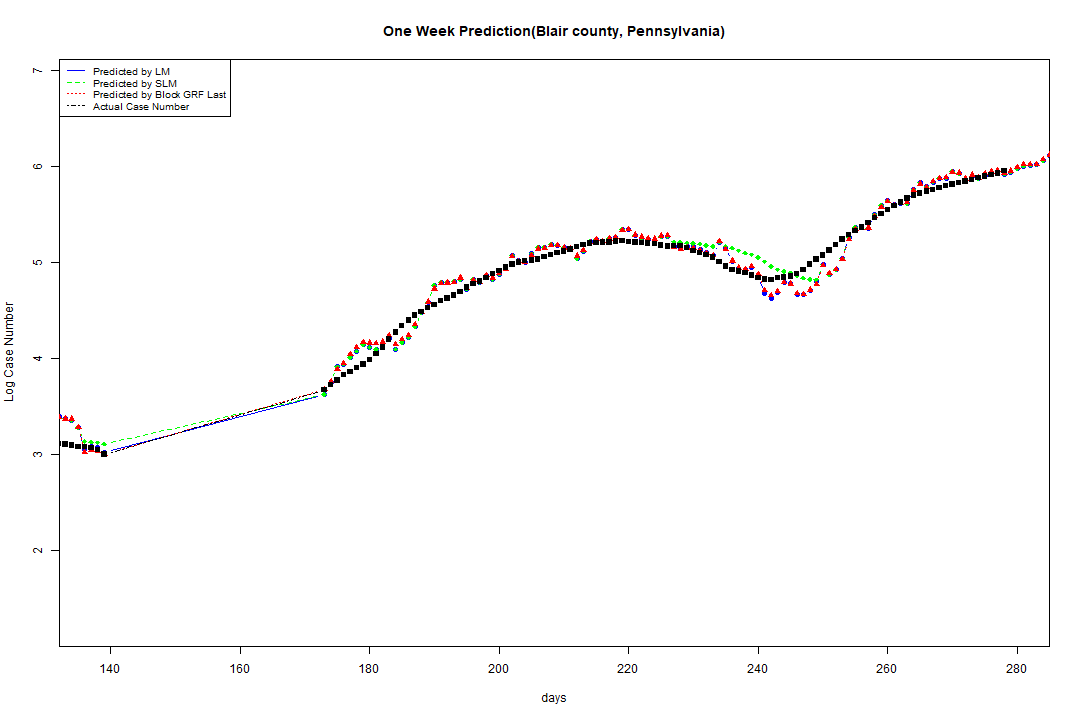 One Week Prediction(Blair county, Pennsylvania)
Predicted by LM
Predicted by SLM
Predicted by Block GRF Last
Actual Case Number
7
6
5
4
3
2
Log Case Number
140 160 180 200 220 240 260 280
days